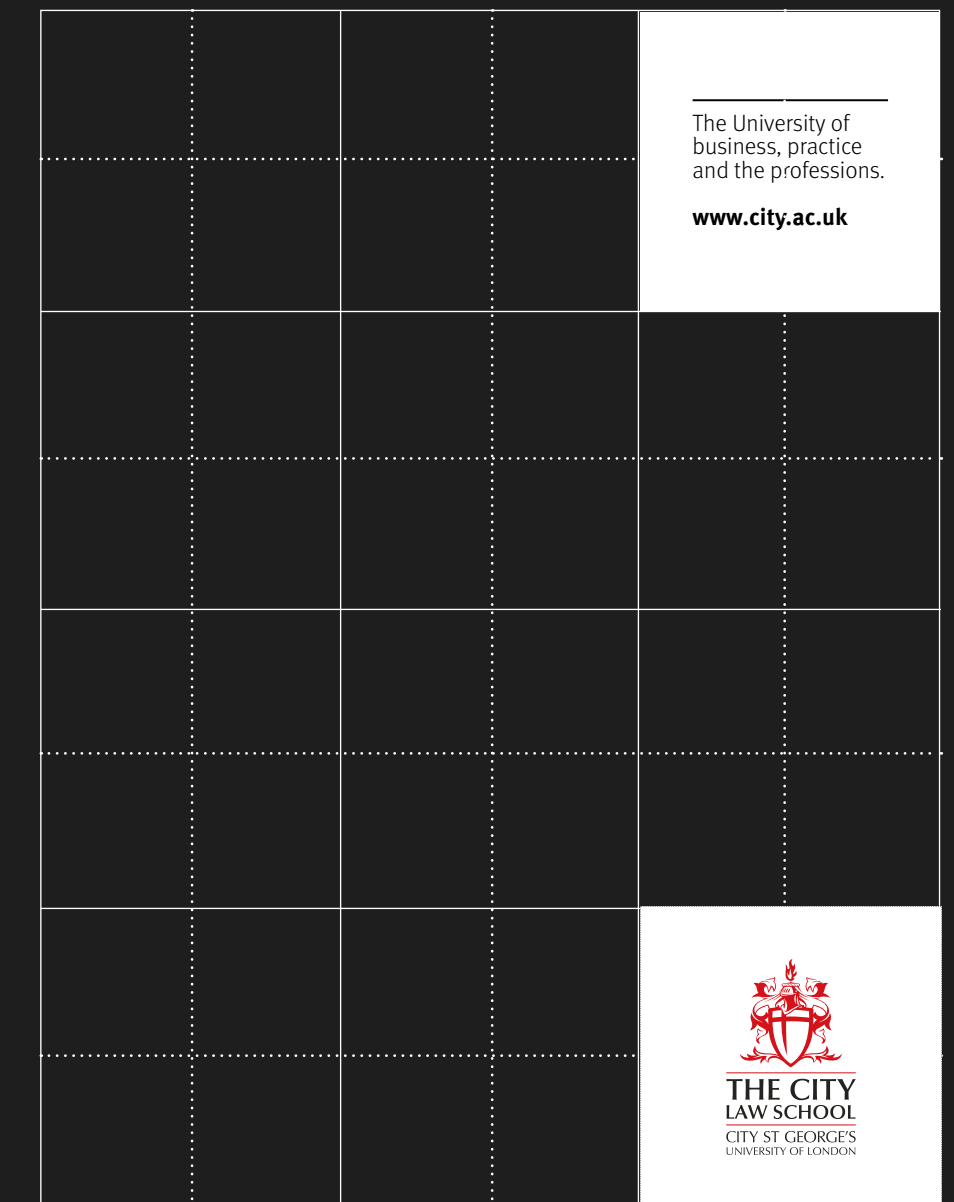 The University of
business, practice
and the professions.
www.city.ac.uk
THE CITY
LAW SCHOOL
CITY ST GEORGE'S
UNIVERSITY OF LONDON